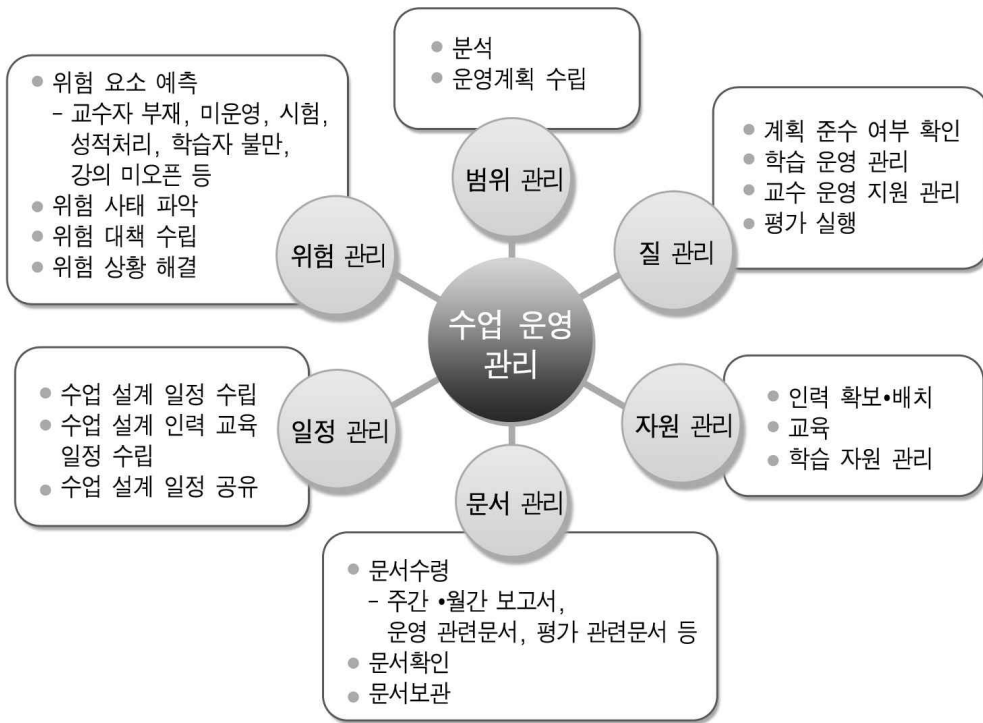 • 분석
• 운영계획 수립
범위 관리
• 위험 요소 예측
– 교수자 부재, 미운영, 시험,
성적처리, 학습자 불만,
강의 미오픈 등
• 위험 사태 파악
• 위험 대책 수립
• 위험 상황 해결
위험 관리
• 계획 준수 여부 확인
• 학습 운영 관리
• 교수 운영 지원 관리
• 평가 실행
질 관리
수업 운영
관리
• 수업 설계 일정 수립
• 수업 설계 인력 교육
일정 수립
• 수업 설계 일정 공유
일정 관리
자원 관리
• 인력 확보•배치
• 교육
• 학습 자원 관리
문서 관리
• 문서수령
– 주간 •월간 보고서,
운영 관련문서, 평가 관련문서 등
• 문서확인
• 문서보관